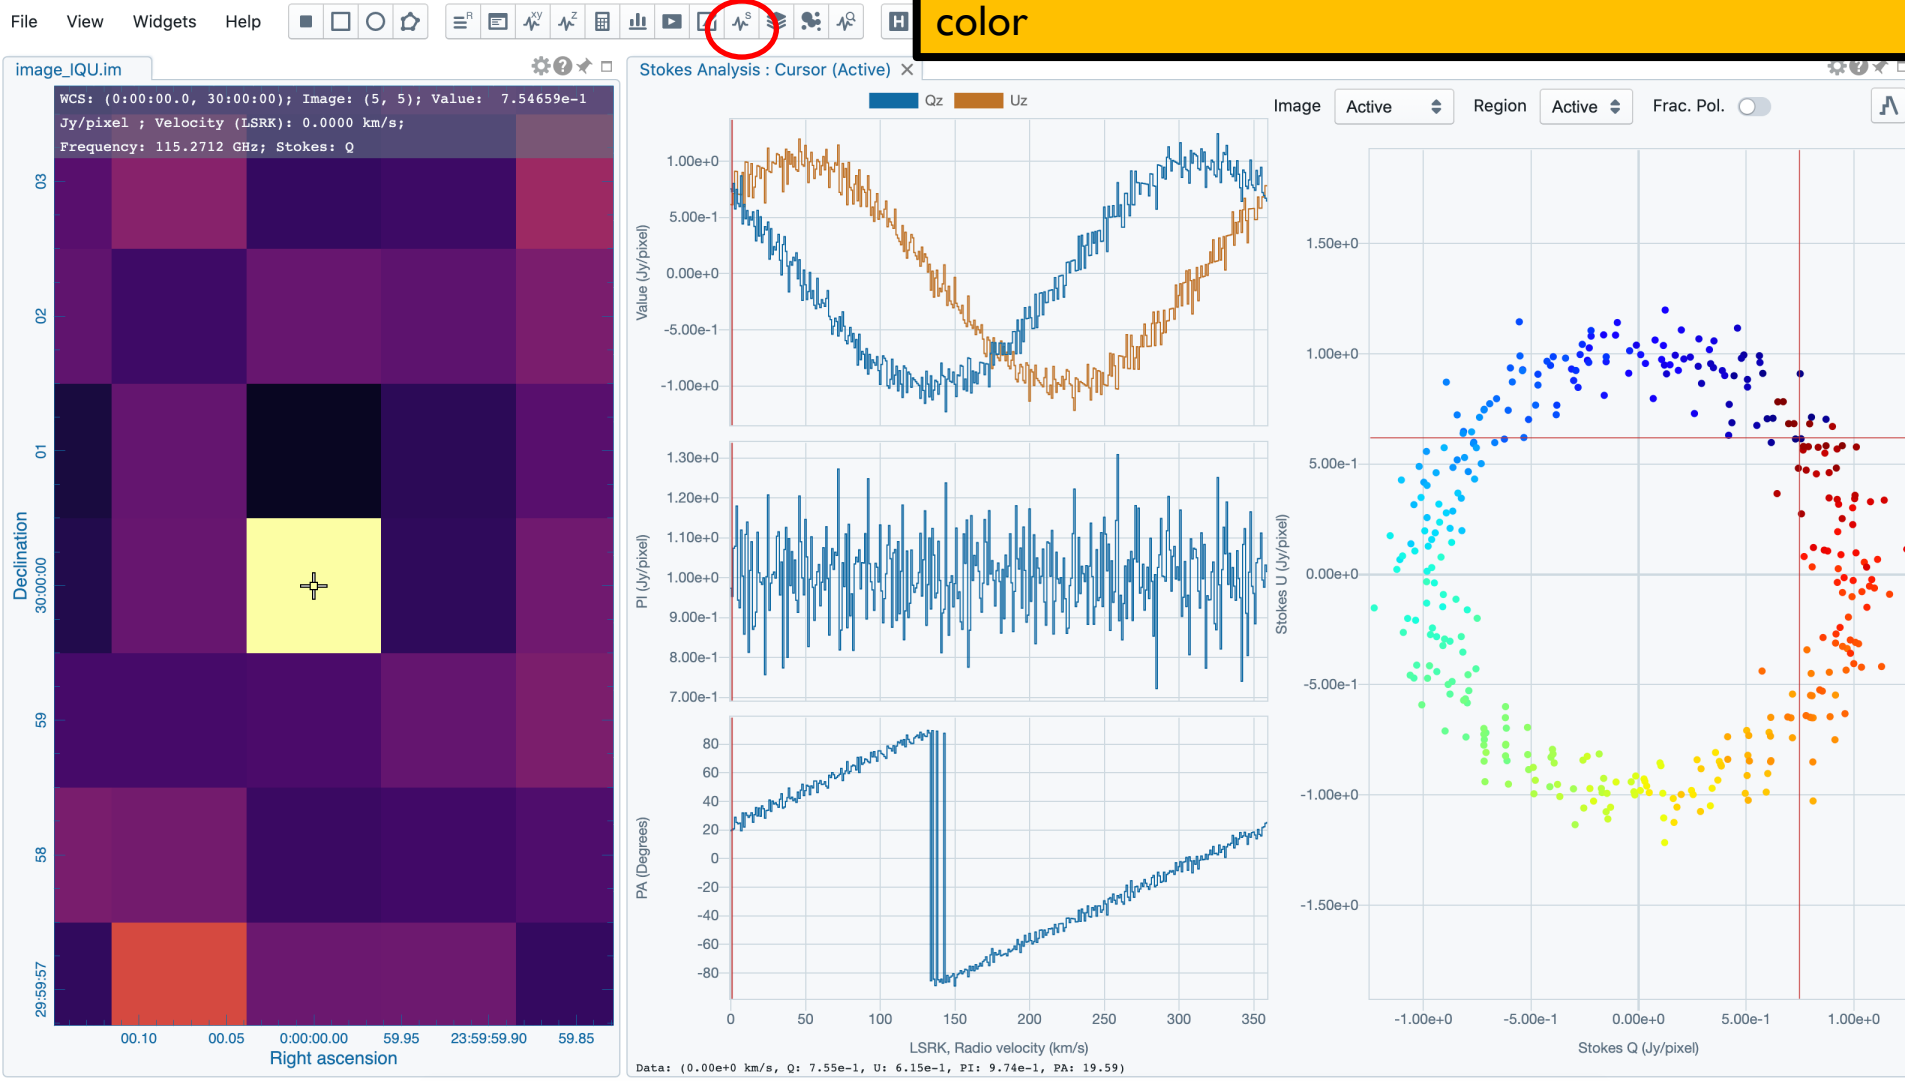 File View Widgets Help
color
image_IQU.im
Stokes Analysis : Cursor (Active)
WCS: (0:00:00.0, 30:00:00); Image: (5, 5); Value: 7.54659e-1
Jy/pixel ; Velocity (LSRK): 0.0000 km/s;
Frequency: 115.2712 GHz; Stokes: Q
Declination
03
02
01
30:00:00
59
58
29:59:57
00.10 00.05 0:00:00.00 59.95 23:59:59.90 59.85
Right ascension
Qz Uz
Image Active Region Active Frac. Pol.
Value (Jy/pixel)
1.00e+0
5.00e-1
0.00e+0
-5.00e-1
-1.00e+0
PI (Jy/pixel)
1.30e+0
1.20e+0
1.10e+0
1.00e+0
9.00e-1
8.00e-1
7.00e-1
PA (Degrees)
80
60
40
20
0
-20
-40
-60
-80
0 50 100 150 200 250 300 350
LSRK, Radio velocity (km/s)
Data: (0.00e+0 km/s, Q: 7.55e-1, U: 6.15e-1, PI: 9.74e-1, PA: 19.59)
Stokes U (Jy/pixel)
1.50e+0
1.00e+0
5.00e-1
0.00e+0
-5.00e-1
-1.00e+0
-1.50e+0
-1.00e+0 -5.00e-1 0.00e+0 5.00e-1 1.00e+0
Stokes Q (Jy/pixel)